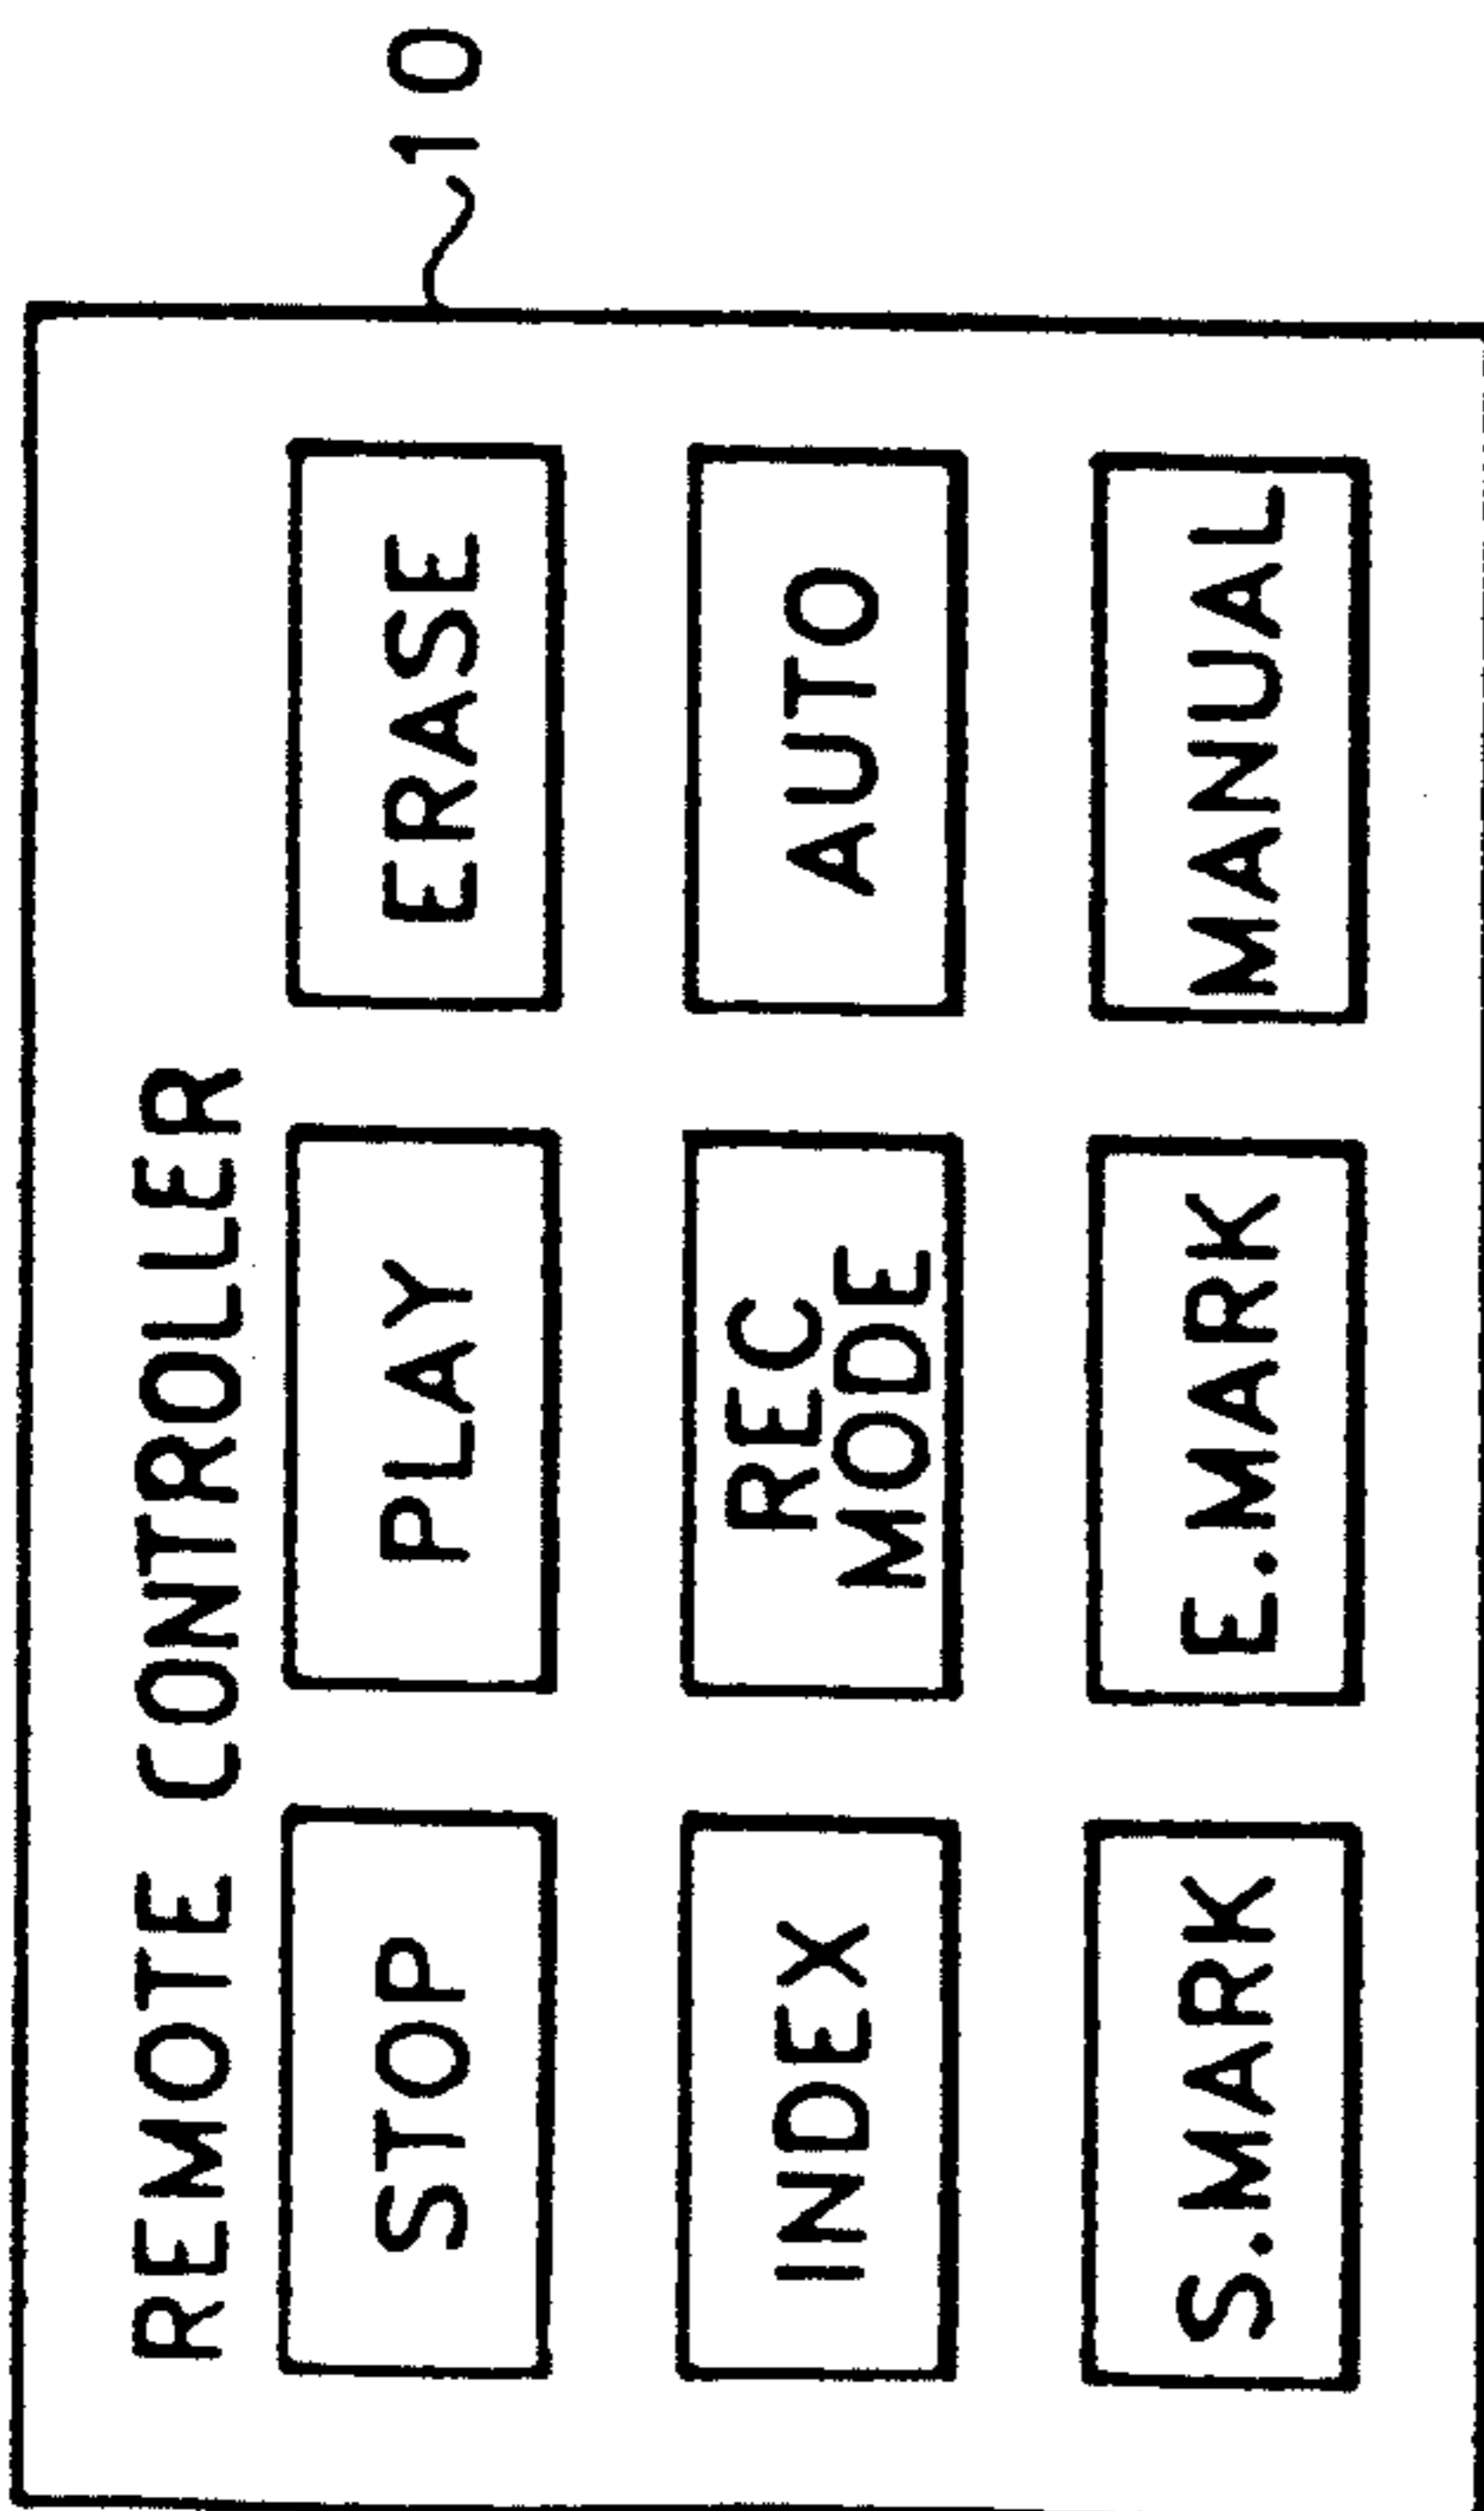 REMOTE CONTROLLER
10
STOP
PLAY
ERASE
INDEX
REC
MODE
AUTO
S.MARK
E.MARK
MANUAL